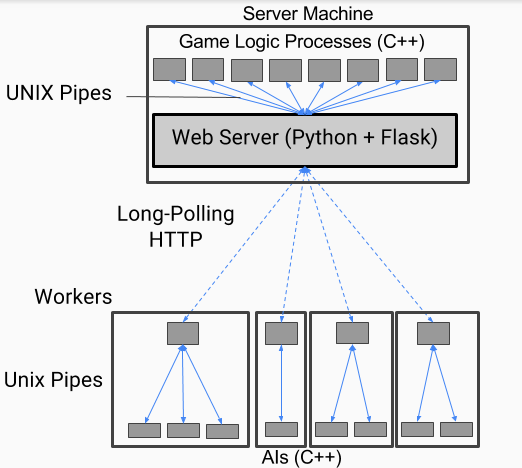 Server Machine
Game Logic Processes (C++)
UNIX Pipes
Web Server (Python + Flask)
Long-Polling
HTTP
Workers
Unix Pipes
AIs (C++)